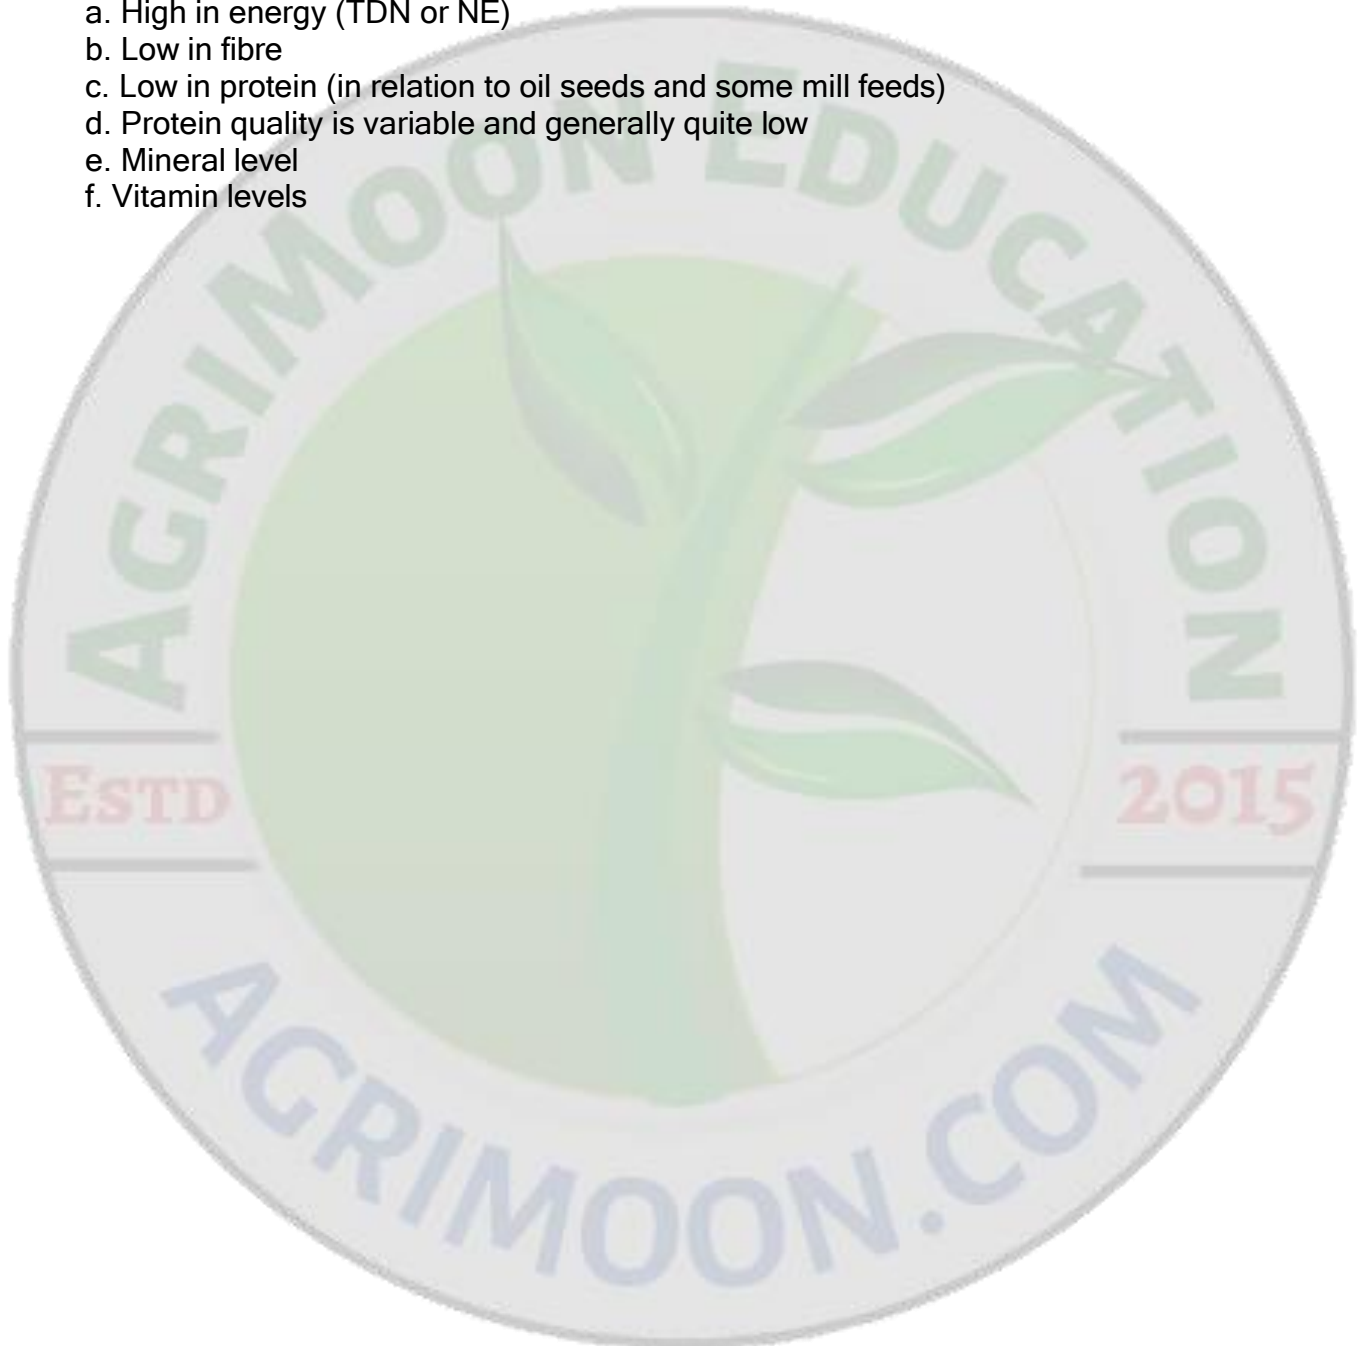 a. High in energy (TDN or NE)
b. Low in fibre
c. Low in protein (in relation to oil seeds and some mill feeds)
d. Protein quality is variable and generally quite low
e. Mineral level
f. Vitamin levels
AGRIMOON EDUCATION
ESTD 2015
AGRIMOON.COM